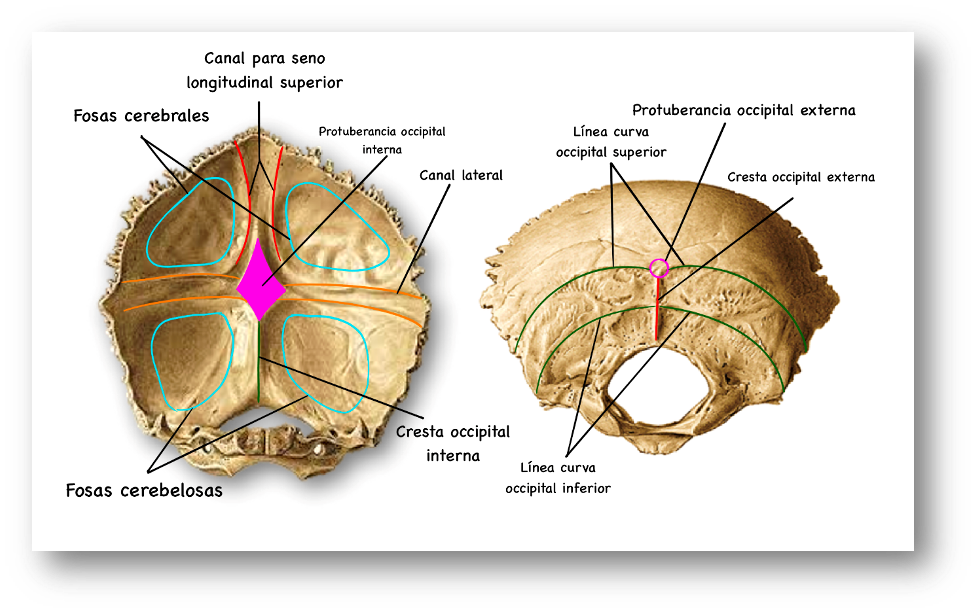 Canal para seno
longitudinal superior
Fosas cerebrales
Protuberancia occipital
interna
Canal lateral
Cresta occipital
interna
Fosas cerebelosas
Protuberancia occipital externa
Línea curva
occipital superior
Cresta occipital externa
Línea curva
occipital inferior